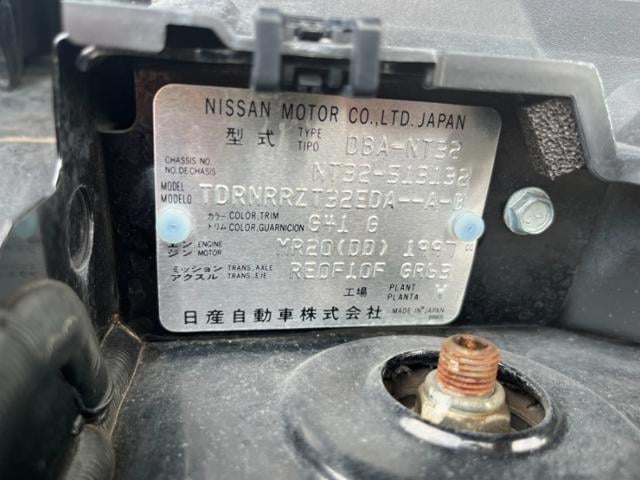 NISSAN MOTOR CO.,LTD. JAPAN
型式 TYPE TIPO DBA-NT32
CHASSIS NO. NO. DE CHASIS NT32-513132
MODEL MODELO TDRNRRZT32EDA--A-B
カラー トリム COLOR,TRIM COLOR, GUARNICION G41 G
エンジン ENGINE MOTOR MR20(DD) 1997 CC
ミッション アクスル TRANS. AXLE TRANS. EJE RE0F10F GR63
工場 PLANT PLANTA
日産自動車株式会社 MADE IN JAPAN